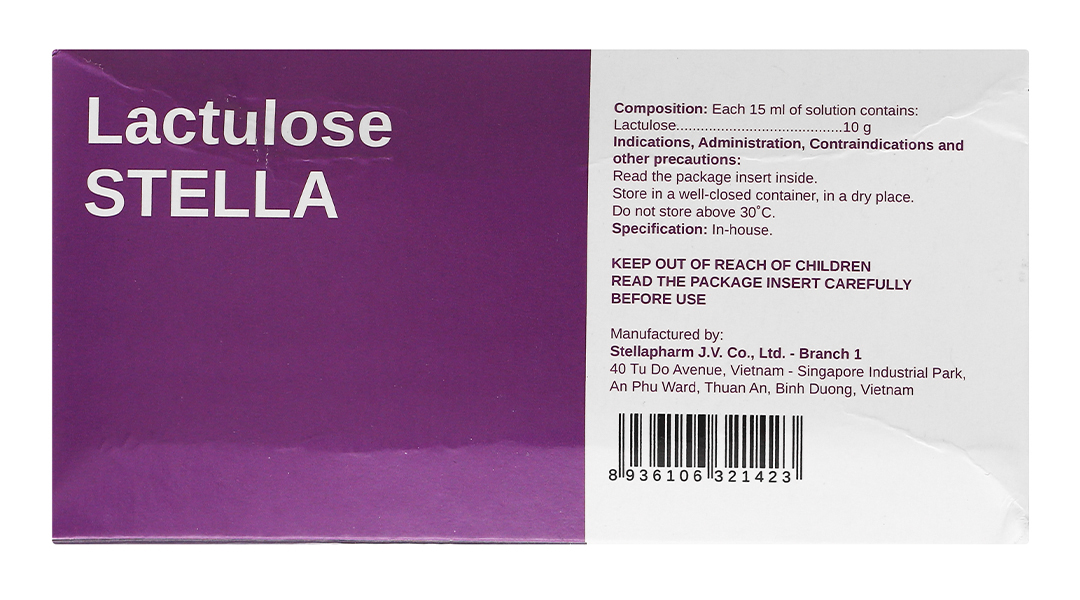 Lactulose
STELLA
Composition: Each 15 ml of solution contains:
Lactulose.........................................10 g
Indications, Administration, Contraindications and
other precautions:
Read the package insert inside.
Store in a well-closed container, in a dry place.
Do not store above 30˚C.
Specification: In-house.
KEEP OUT OF REACH OF CHILDREN
READ THE PACKAGE INSERT CAREFULLY
BEFORE USE
Manufactured by:
Stellapharm J.V. Co., Ltd. - Branch 1
40 Tu Do Avenue, Vietnam - Singapore Industrial Park,
An Phu Ward, Thuan An, Binh Duong, Vietnam
8 936106 321423